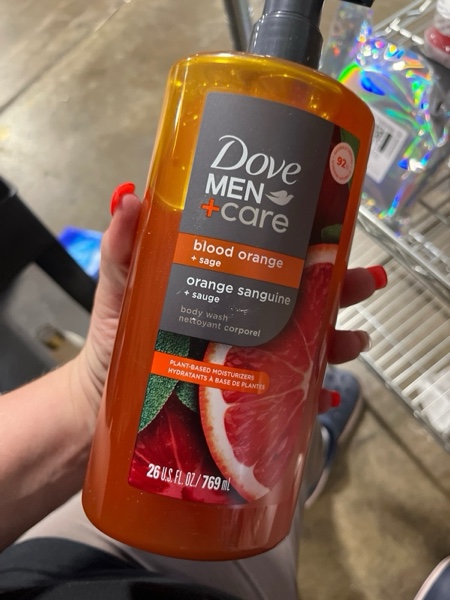 Dove
MEN
+care
92%
blood orange
+ sage
orange sanguine
+ sauge
body wash
nettoyant corporel
PLANT-BASED MOISTURIZERS
HYDRATANTS À BASE DE PLANTES
26 U.S. FL. OZ./ 769 mL